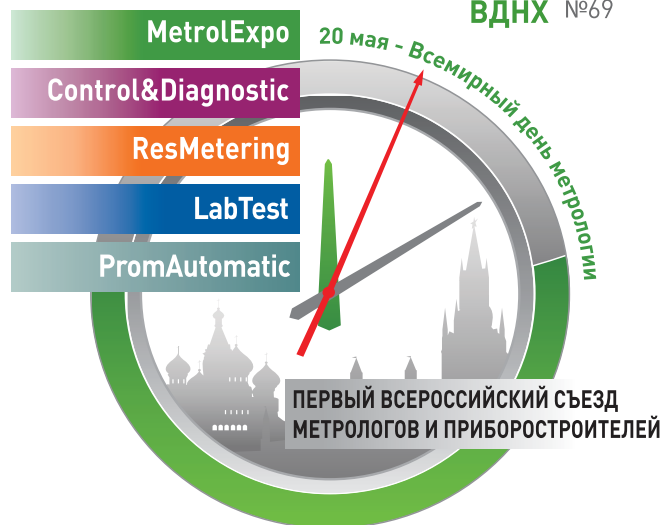 ВДНХ №69
20 мая - Всемирный день метрологии
MetrolExpo
Control&Diagnostic
ResMetering
LabTest
PromAutomatic
ПЕРВЫЙ ВСЕРОССИЙСКИЙ СЪЕЗД
МЕТРОЛОГОВ И ПРИБОРОСТРОИТЕЛЕЙ